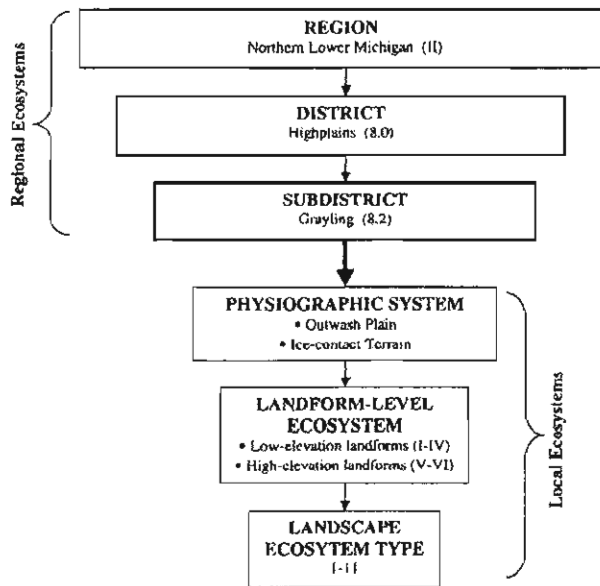 REGION
Northern Lower Michigan (II)
DISTRICT
Highplains (8.0)
SUBDISTRICT
Grayling (8.2)
Regional Ecosystems
PHYSIOGRAPHIC SYSTEM
• Outwash Plain
• Ice-contact Terrain
LANDFORM-LEVEL
ECOSYSTEM
• Low-elevation landforms (I-IV)
• High-elevation landforms (V-VI)
LANDSCAPE
ECOSYTEM TYPE
1-11
Local Ecosystems